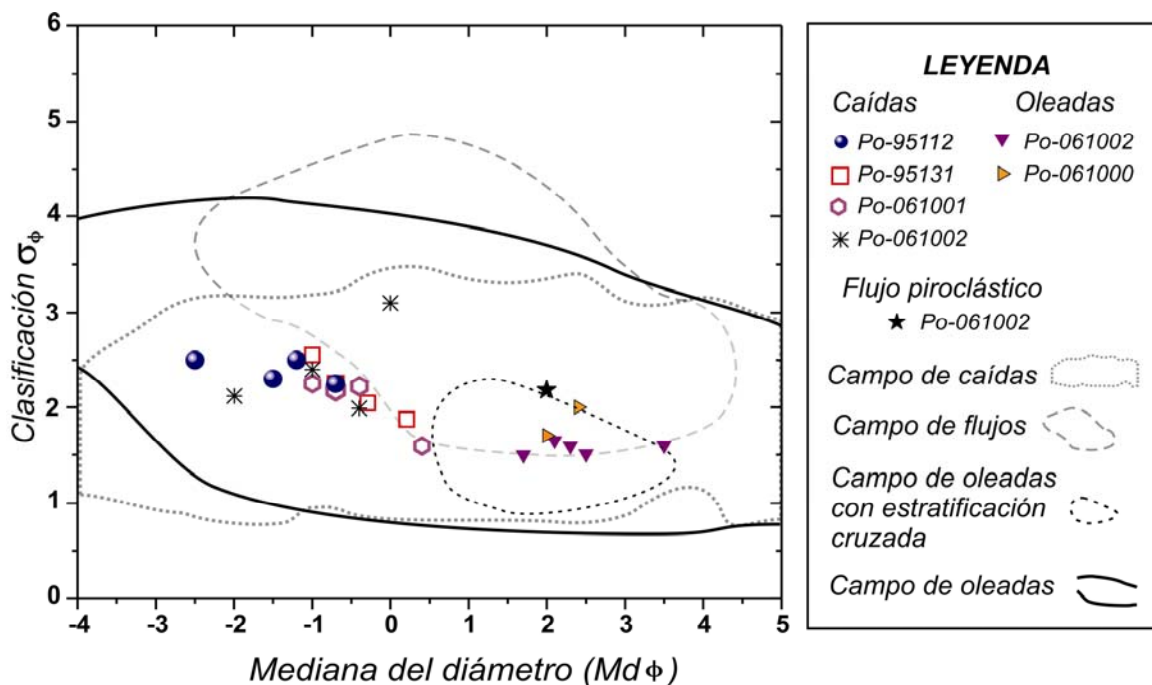 6
5
4
3
2
1
0
Clasificación σϕ
-4 -3 -2 -1 0 1 2 3 4 5
Mediana del diámetro (Md ϕ)
LEYENDA
Caídas Oleadas
Po-95112 Po-061002
Po-95131 Po-061000
Po-061001
Po-061002
Flujo piroclástico
Po-061002
Campo de caídas
Campo de flujos
Campo de oleadas
con estratificación
cruzada
Campo de oleadas